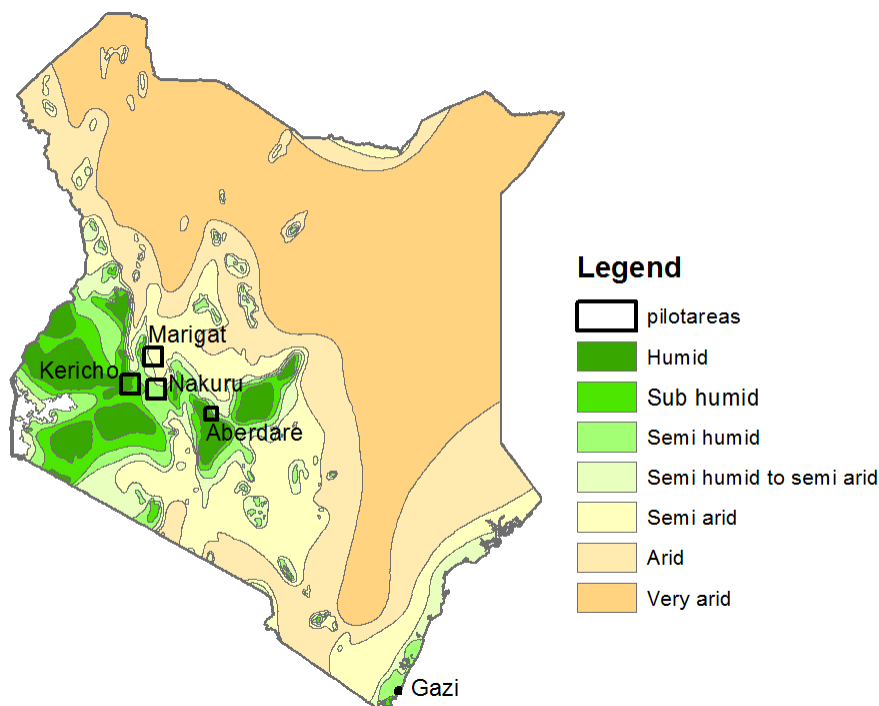 Marigat
Kericho
Nakuru
Aberdare
Gazi
Legend
pilotareas
Humid
Sub humid
Semi humid
Semi humid to semi arid
Semi arid
Arid
Very arid